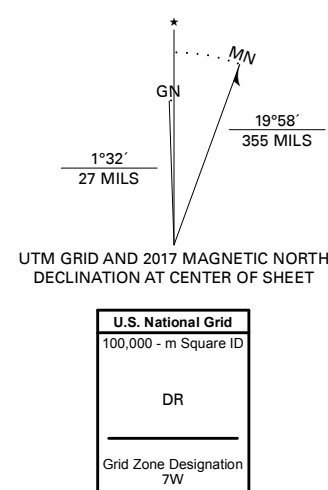 ★
MN
GN
19°58´
355 MILS
1°32´
27 MILS
UTM GRID AND 2017 MAGNETIC NORTH
DECLINATION AT CENTER OF SHEET
U.S. National Grid
100,000 - m Square ID
DR
Grid Zone Designation
7W